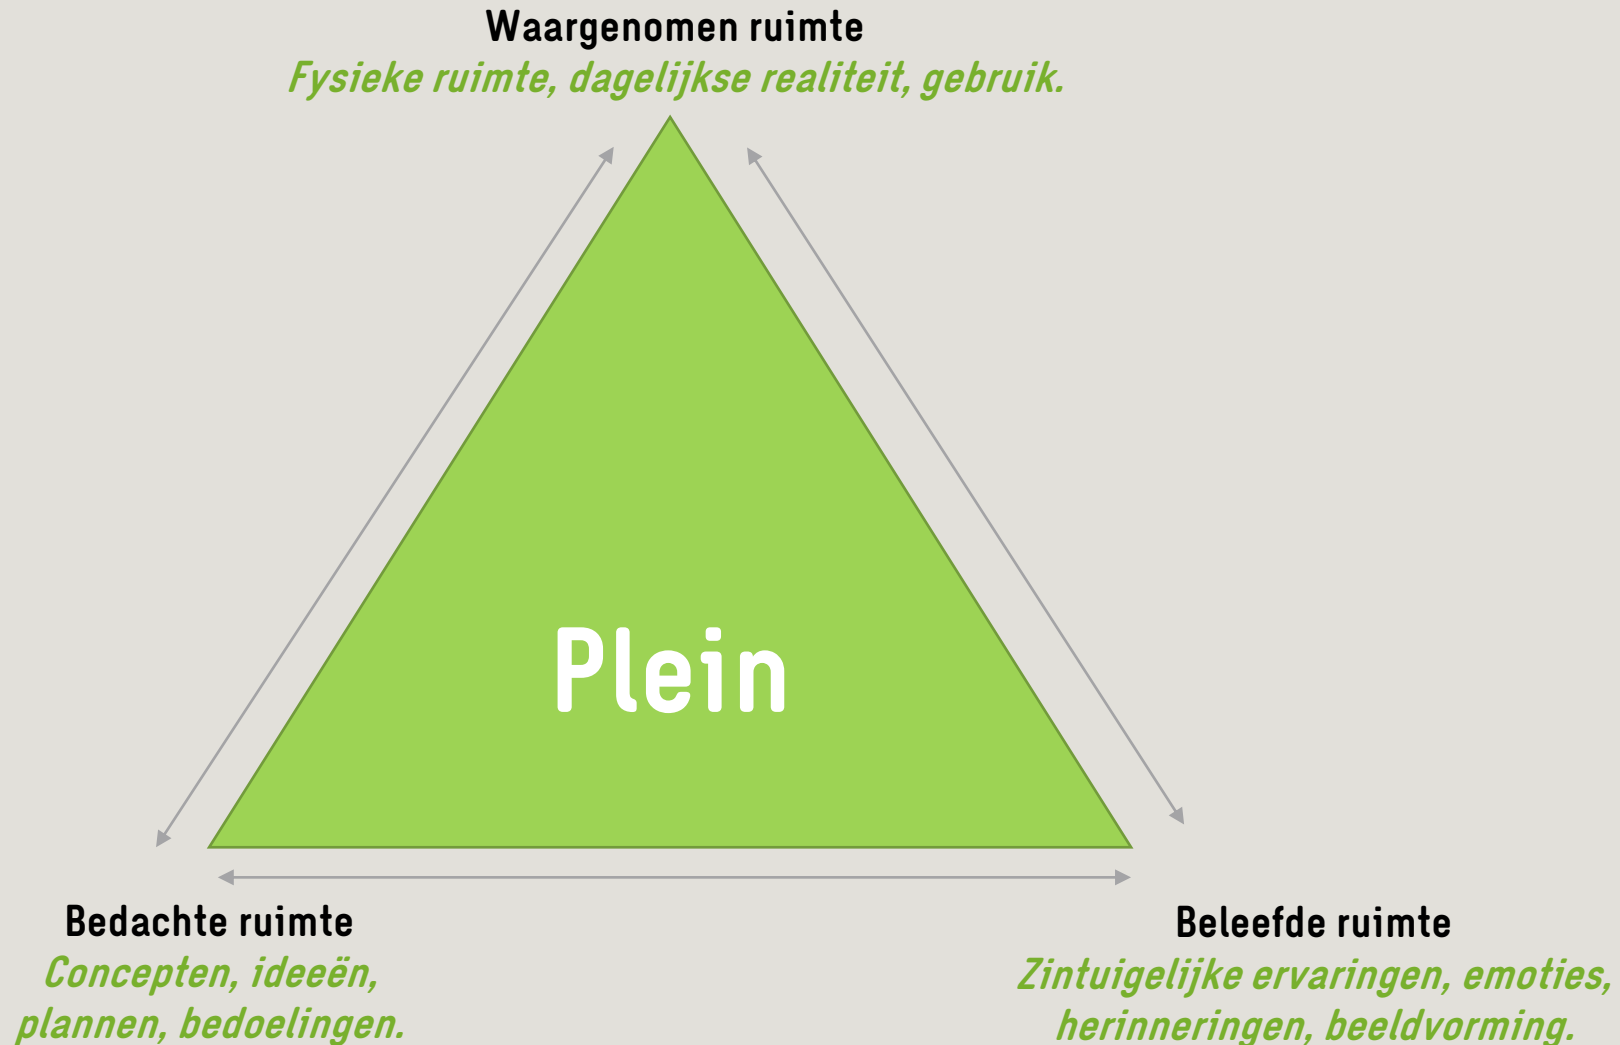 Waargenomen ruimte
Fysieke ruimte, dagelijkse realiteit, gebruik.
Plein
Bedachte ruimte
Concepten, ideeën,
plannen, bedoelingen.
Beleefde ruimte
Zintuigelijke ervaringen, emoties,
herinneringen, beeldvorming.